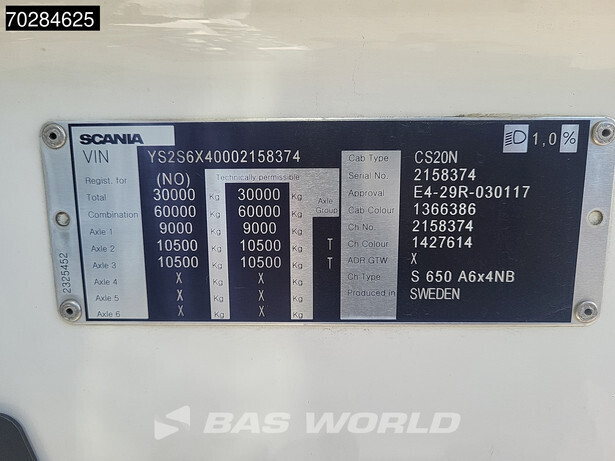 70284625
SCANIA
1,0 %
VIN YS2S6X40002158374
Regist. for (NO) Technically permissible
Total 30000 Kg 30000 Kg Axle Group
Combination 60000 Kg 60000 Kg
Axle 1 9000 Kg 9000 Kg
Axle 2 10500 Kg 10500 Kg T
Axle 3 10500 Kg 10500 Kg T
Axle 4 X Kg X Kg
Axle 5 X Kg X Kg
Axle 6 X Kg X Kg
Cab Type CS20N
Serial No. 2158374
Approval E4-29R-030117
Cab Colour 1366386
Ch No. 2158374
Ch Colour 1427614
ADR GTW X
Ch Type S 650 A6x4NB
Produced in SWEDEN
2325452
BAS WORLD